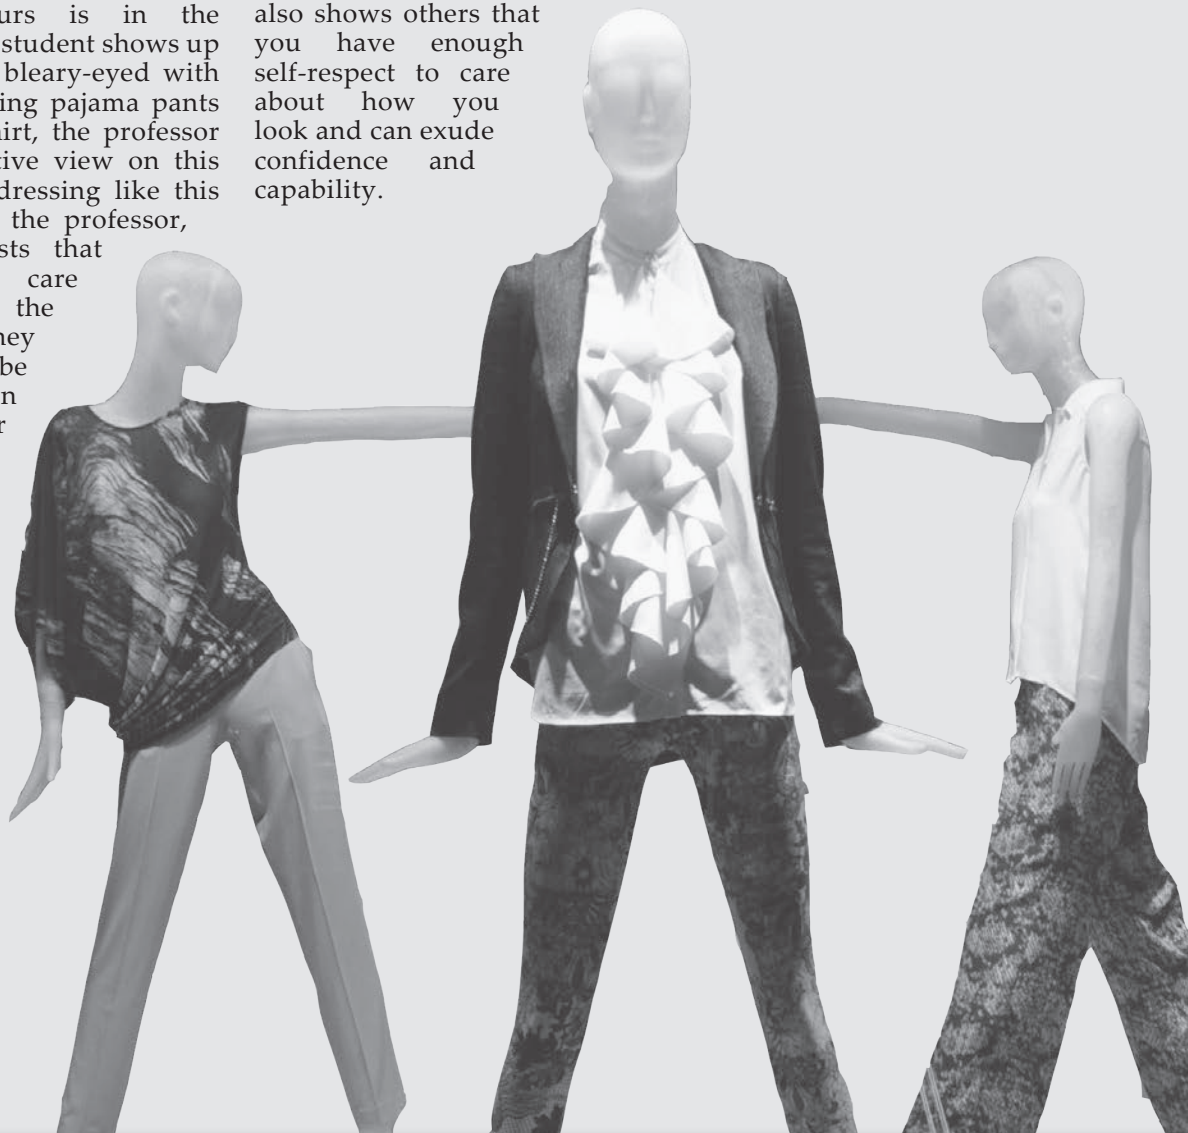 urs is in the
student shows up
bleary-eyed with
ing pajama pants
irt, the professor
tive view on this
dressing like this
the professor,
sts that
care
the
hey
be
n
r
also shows others that
you have enough
self-respect to care
about how you
look and can exude
confidence and
capability.